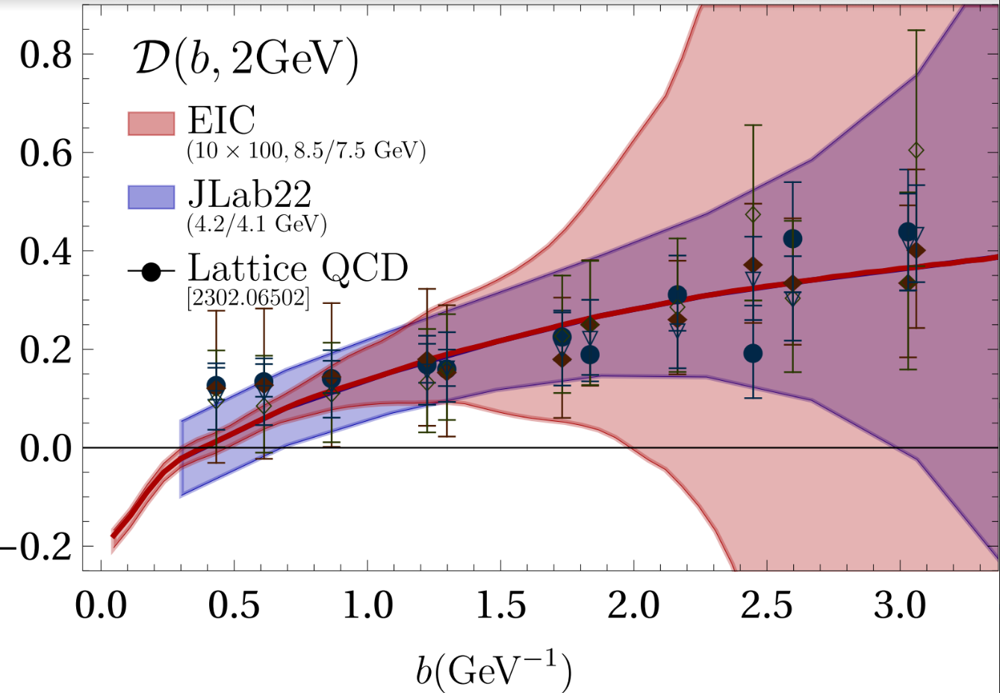 0.8
0.6
0.4
0.2
0.0
−0.2
𝒟(b, 2GeV)
EIC
(10 × 100, 8.5/7.5 GeV)
JLab22
(4.2/4.1 GeV)
Lattice QCD
[2302.06502]
0.0 0.5 1.0 1.5 2.0 2.5 3.0
b(GeV⁻¹)